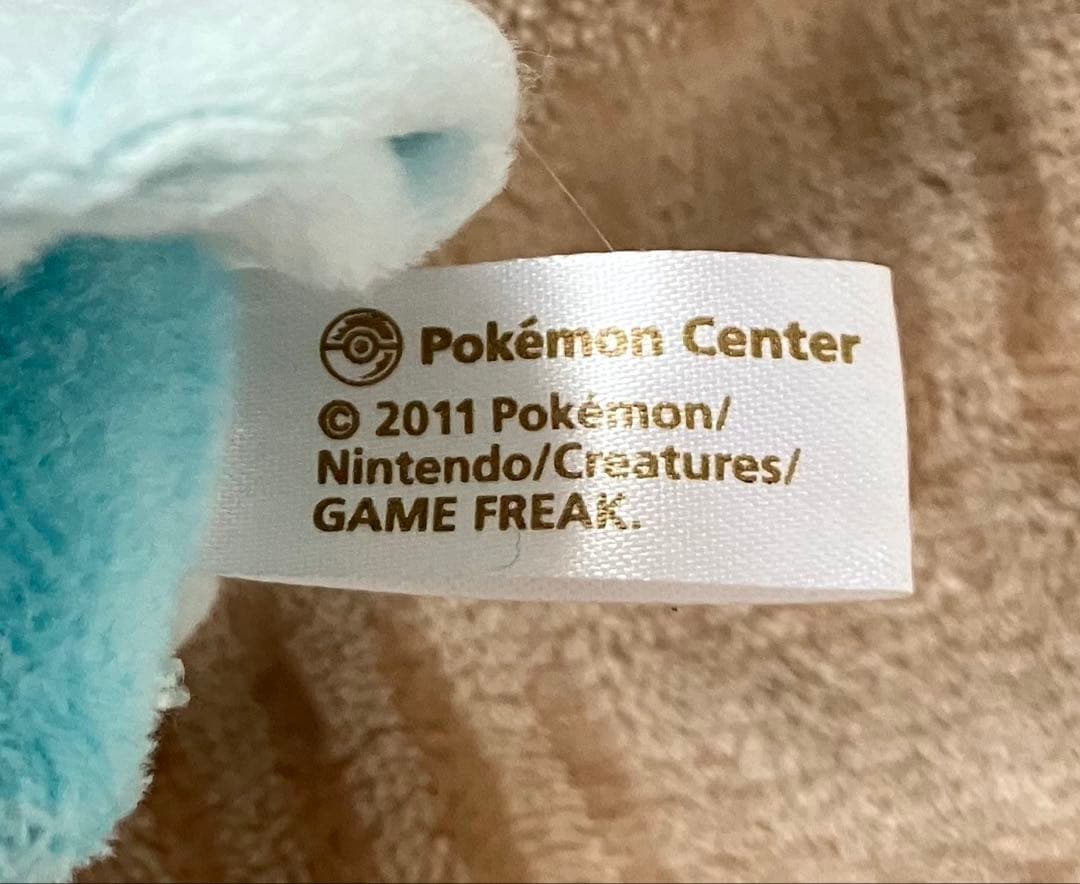 Pokémon Center
© 2011 Pokémon/
Nintendo/Creatures/
GAME FREAK.